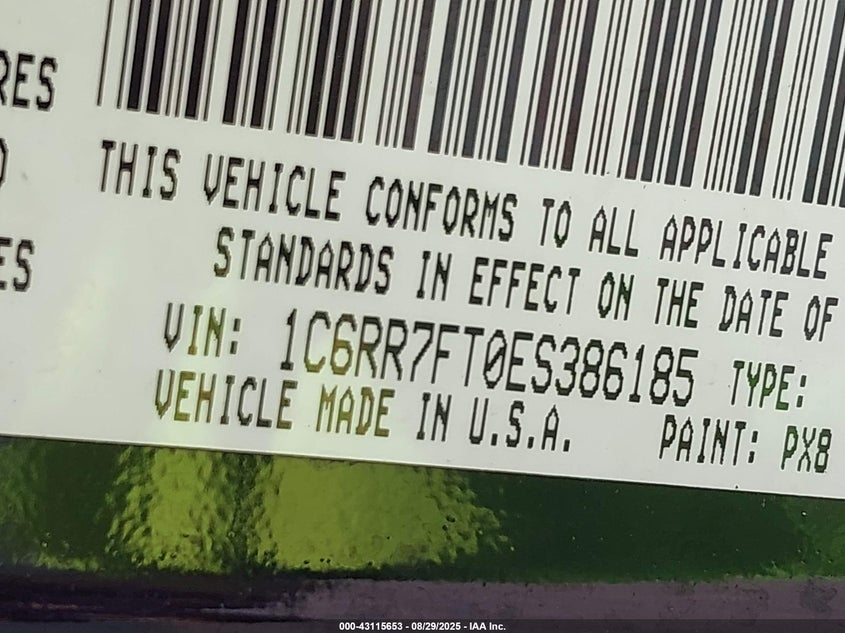 RES
ES
THIS VEHICLE CONFORMS TO ALL APPLICABLE
STANDARDS IN EFFECT ON THE DATE OF
VIN: 1C6RR7FT0ES386185 TYPE:
VEHICLE MADE IN U.S.A. PAINT: PX8
000-43115653 - 08/29/2025 - IAA Inc.